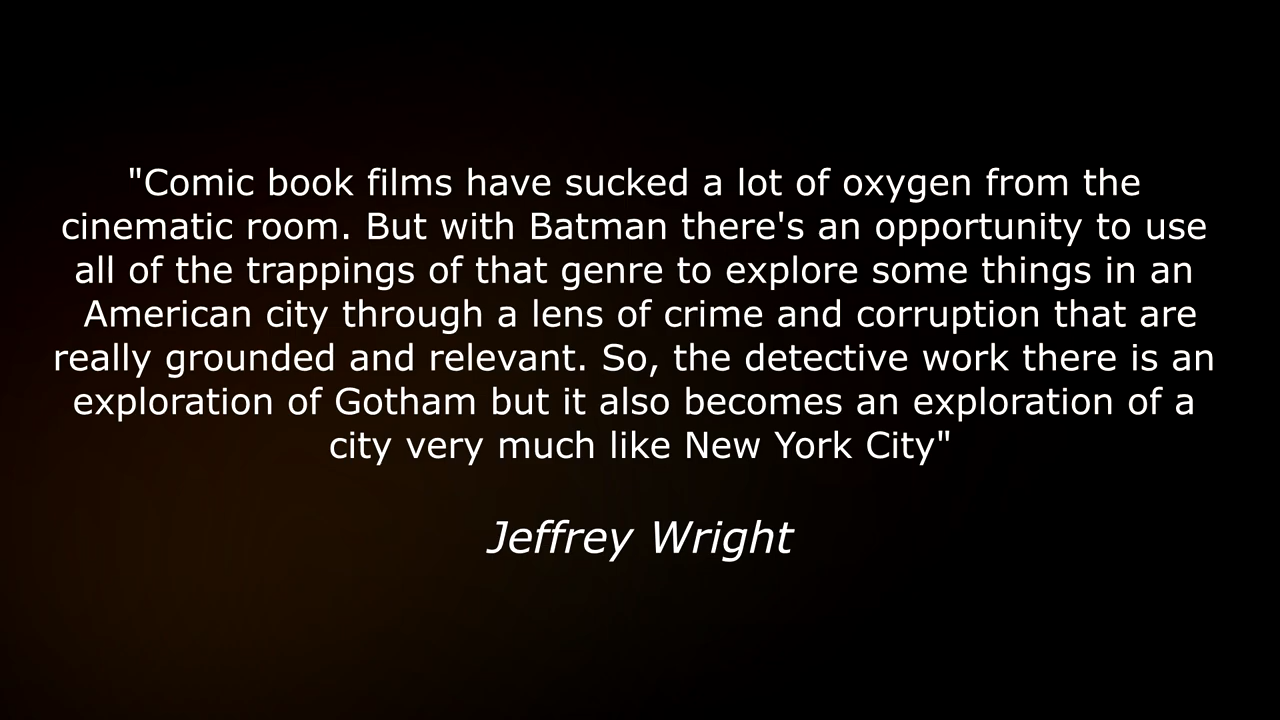 "Comic book films have sucked a lot of oxygen from the
cinematic room. But with Batman there's an opportunity to use
all of the trappings of that genre to explore some things in an
American city through a lens of crime and corruption that are
really grounded and relevant. So, the detective work there is an
exploration of Gotham but it also becomes an exploration of a
city very much like New York City"
Jeffrey Wright